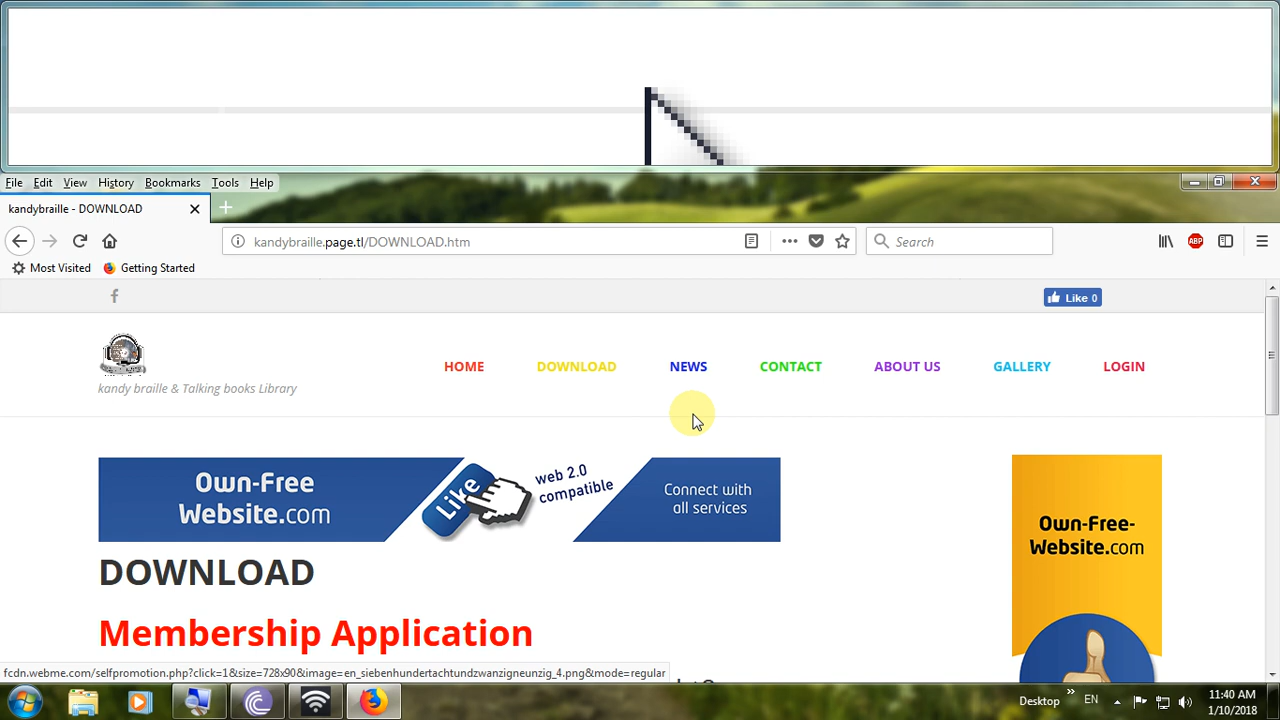 File Edit View History Bookmarks Tools Help
kandybraille - DOWNLOAD
kandybraille.page.tl/DOWNLOAD.htm
Search
ABP
Most Visited Getting Started
Like 0
kandy braille & Talking books Library
HOME DOWNLOAD NEWS CONTACT ABOUT US GALLERY LOGIN
Own-Free
Website.com
Like
web 2.0
compatible
Connect with
all services
Own-Free-
Website.com
DOWNLOAD
Membership Application
fcdn.webme.com/selfpromotion.php?click=1&size=728x90&image=en_siebenhundertachtundzwanzigneunzig_4.png&mode=regular
Desktop » EN 11:40 AM
1/10/2018